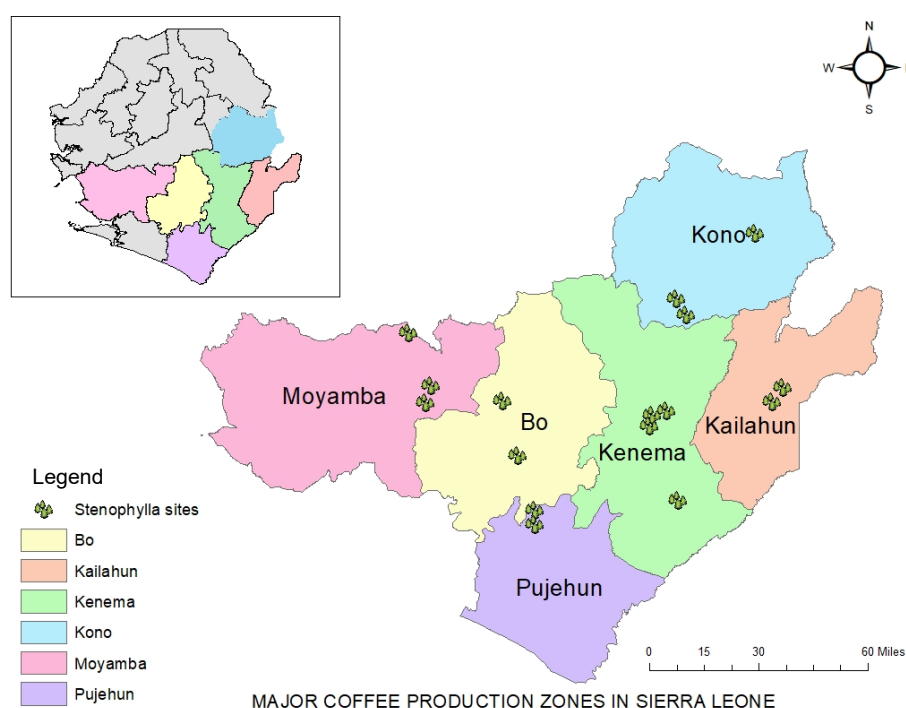 N
W
S
Kono
Moyamba
Bo
Kailahun
Kenema
Pujehun
Legend
Stenophylla sites
Bo
Kailahun
Kenema
Kono
Moyamba
Pujehun
0 15 30 60 Miles
MAJOR COFFEE PRODUCTION ZONES IN SIERRA LEONE